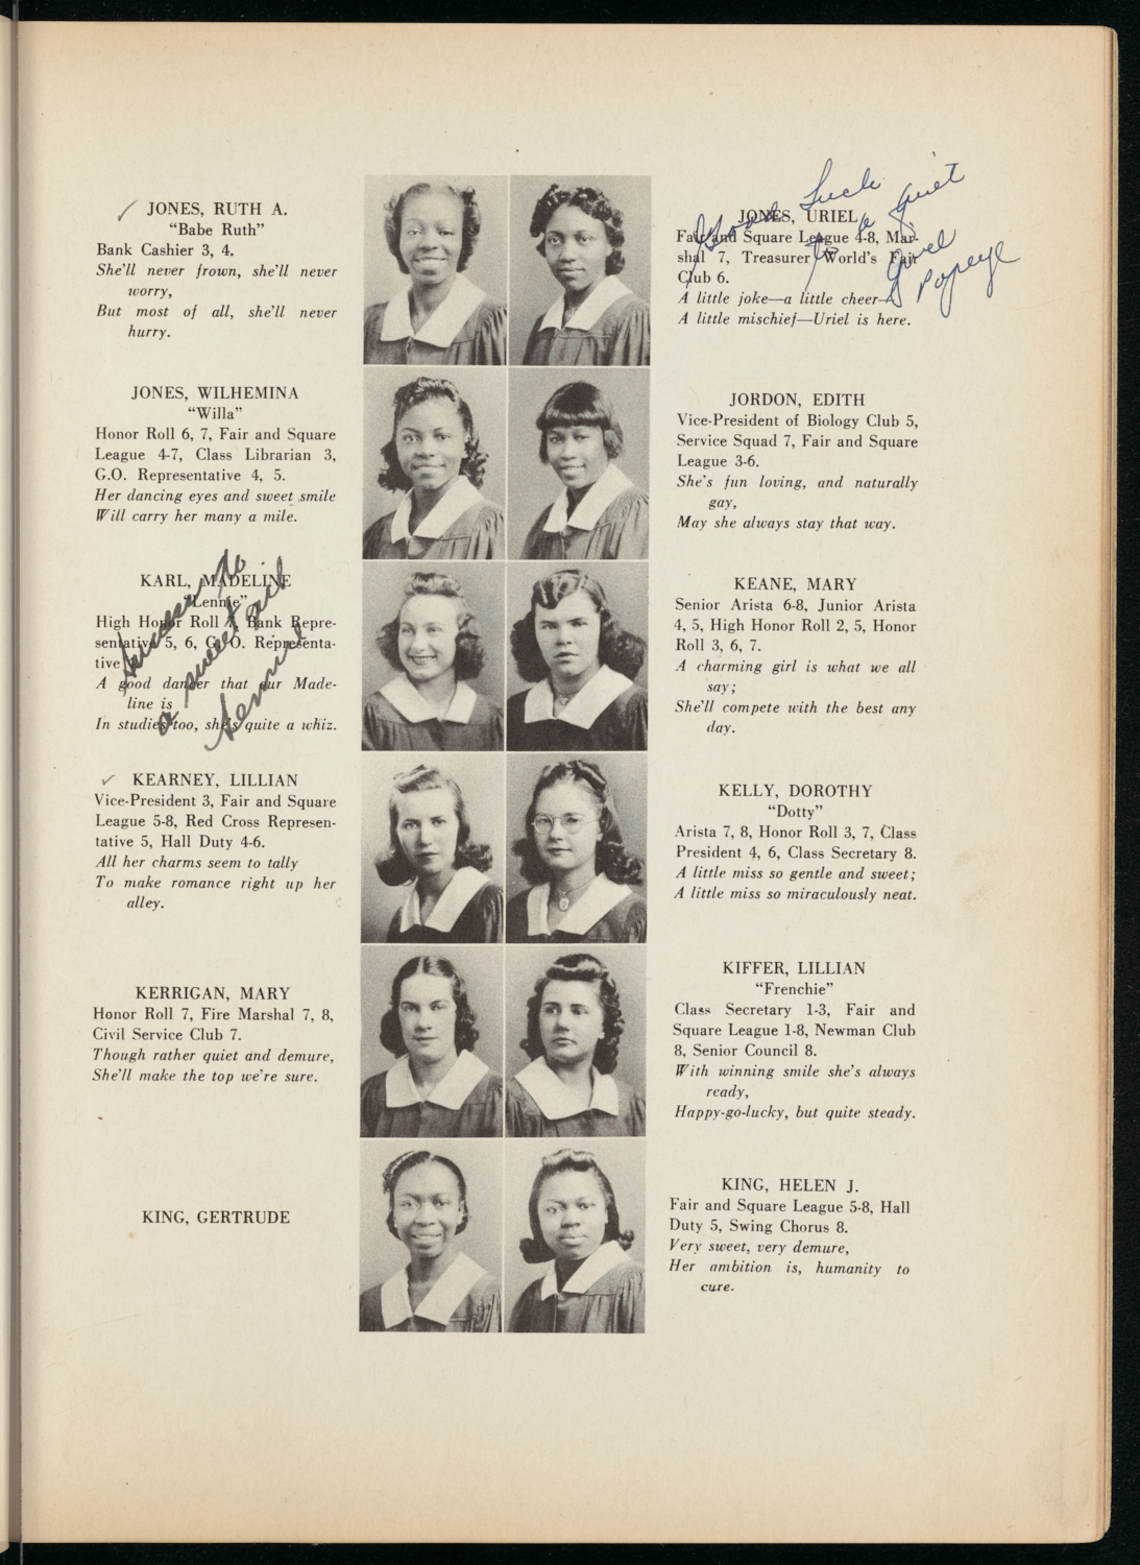 JONES, RUTH A.
"Babe Ruth"
Bank Cashier 3, 4.
She'll never frown, she'll never
worry,
But most of all, she'll never
hurry.
JONES, URIEL
Fair and Square League 4-8, Mar-
shal 7, Treasurer World's Fair
Club 6.
A little joke—a little cheer—
A little mischief—Uriel is here.
Good Luck
to a quiet
Popeye
JONES, WILHEMINA
"Willa"
Honor Roll 6, 7, Fair and Square
League 4-7, Class Librarian 3,
G.O. Representative 4, 5.
Her dancing eyes and sweet smile
Will carry her many a mile.
JORDON, EDITH
Vice-President of Biology Club 5,
Service Squad 7, Fair and Square
League 3-6.
She's fun loving, and naturally
gay,
May she always stay that way.
KARL, MADELINE
"Lennie"
High Honor Roll Bank Repre-
sentative 5, 6, G.O. Representa-
tive
A good dancer that our Made-
line is
In studies too, she's quite a whiz.
Success to
a sweet girl
Lennie
KEANE, MARY
Senior Arista 6-8, Junior Arista
4, 5, High Honor Roll 2, 5, Honor
Roll 3, 6, 7.
A charming girl is what we all
say;
She'll compete with the best any
day.
KEARNEY, LILLIAN
Vice-President 3, Fair and Square
League 5-8, Red Cross Represen-
tative 5, Hall Duty 4-6.
All her charms seem to tally
To make romance right up her
alley.
KELLY, DOROTHY
"Dotty"
Arista 7, 8, Honor Roll 3, 7, Class
President 4, 6, Class Secretary 8.
A little miss so gentle and sweet;
A little miss so miraculously neat.
KERRIGAN, MARY
Honor Roll 7, Fire Marshal 7, 8,
Civil Service Club 7.
Though rather quiet and demure,
She'll make the top we're sure.
KIFFER, LILLIAN
"Frenchie"
Class Secretary 1-3, Fair and
Square League 1-8, Newman Club
8, Senior Council 8.
With winning smile she's always
ready,
Happy-go-lucky, but quite steady.
KING, GERTRUDE
KING, HELEN J.
Fair and Square League 5-8, Hall
Duty 5, Swing Chorus 8.
Very sweet, very demure,
Her ambition is, humanity to
cure.